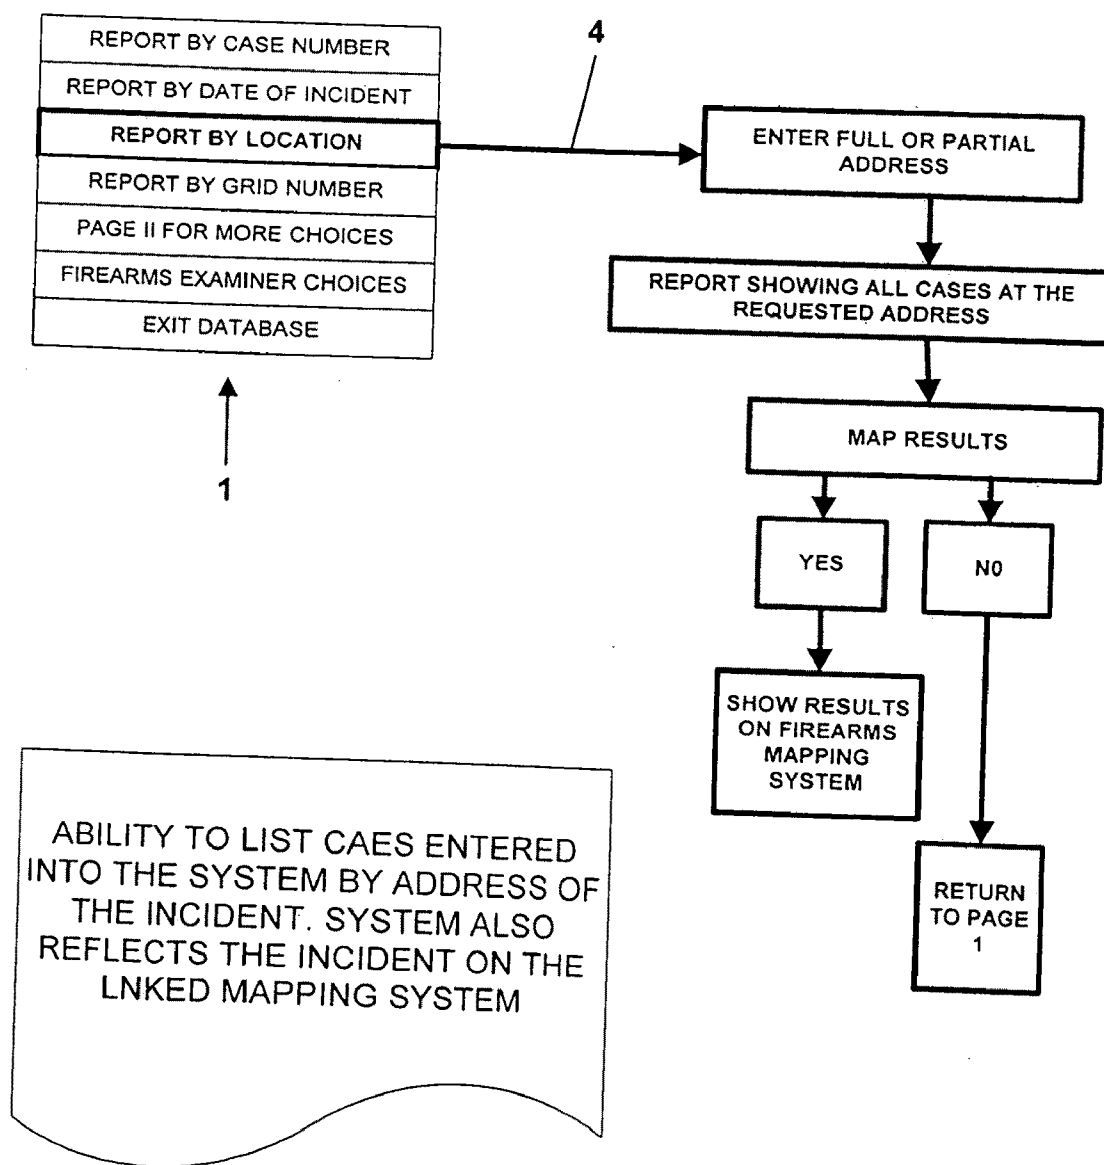 REPORT BY CASE NUMBER
REPORT BY DATE OF INCIDENT
REPORT BY LOCATION
REPORT BY GRID NUMBER
PAGE II FOR MORE CHOICES
FIREARMS EXAMINER CHOICES
EXIT DATABASE
1
4
ENTER FULL OR PARTIAL
ADDRESS
REPORT SHOWING ALL CASES AT THE
REQUESTED ADDRESS
MAP RESULTS
YES
N0
SHOW RESULTS
ON FIREARMS
MAPPING
SYSTEM
RETURN
TO PAGE
1
ABILITY TO LIST CAES ENTERED
INTO THE SYSTEM BY ADDRESS OF
THE INCIDENT. SYSTEM ALSO
REFLECTS THE INCIDENT ON THE
LNKED MAPPING SYSTEM